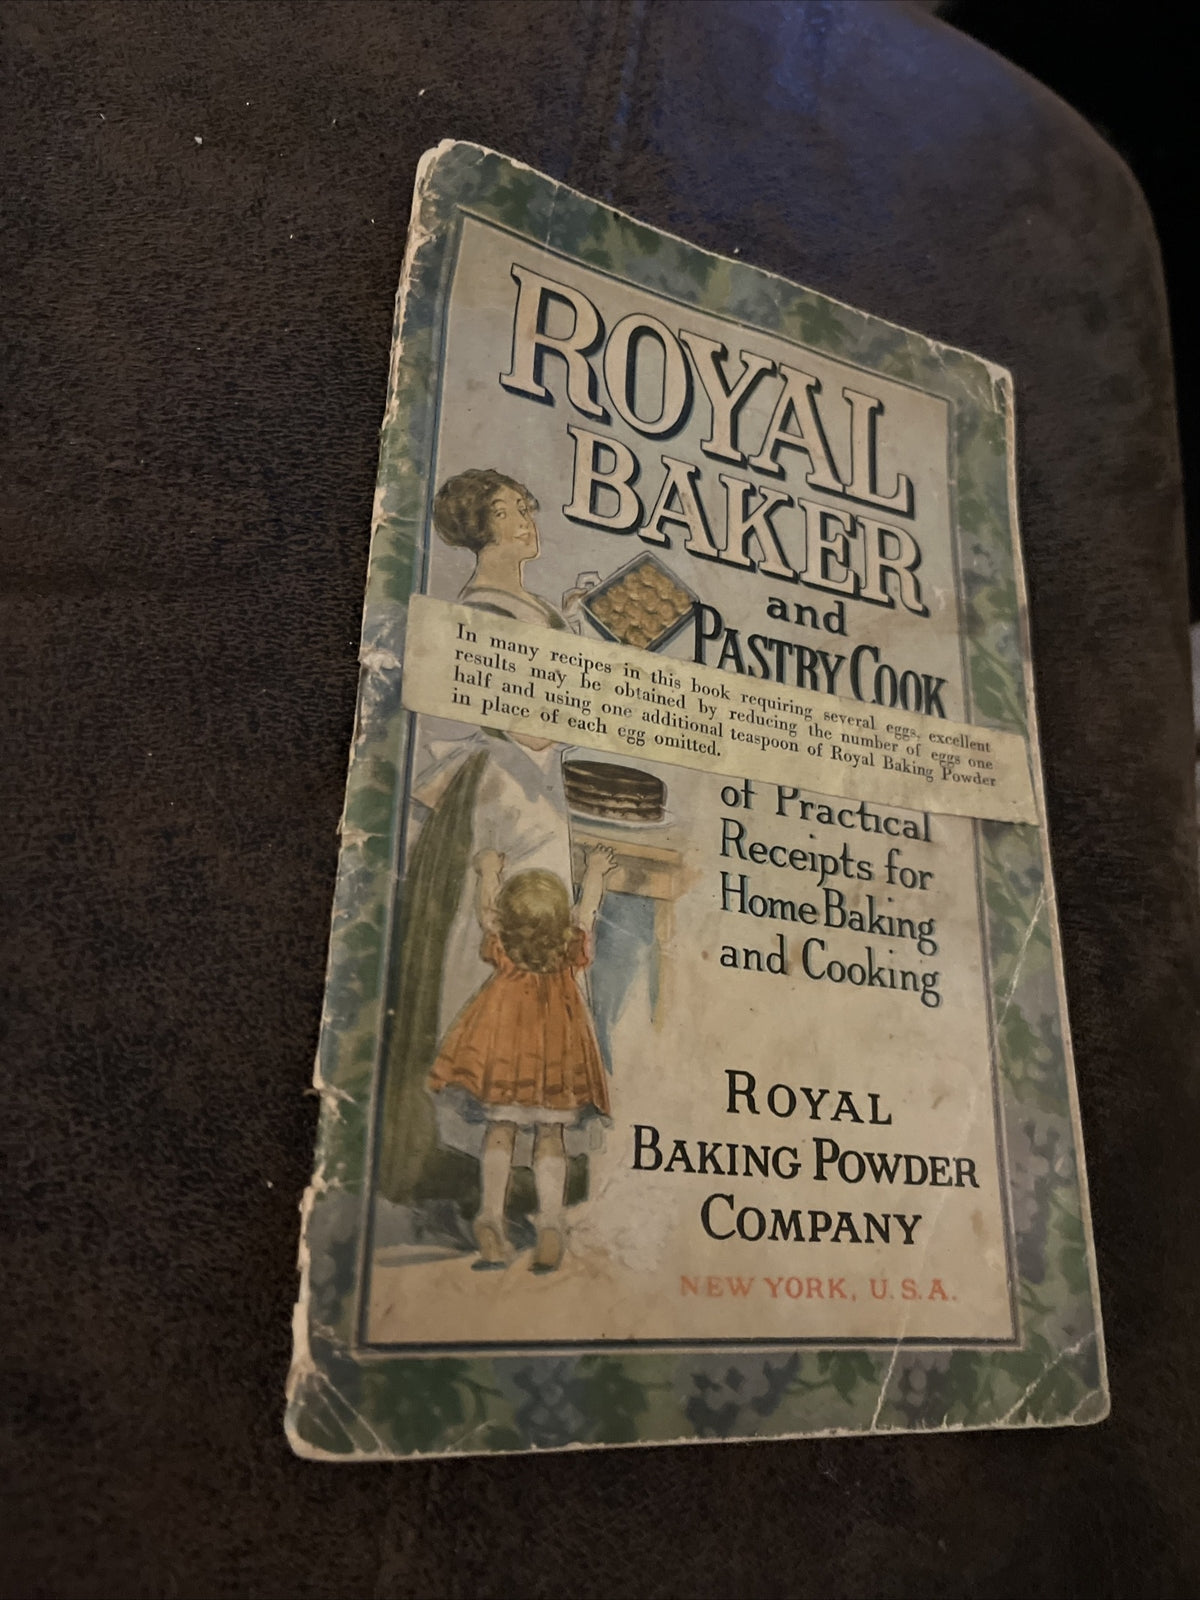 ROYAL
BAKER
and
PASTRY COOK
In many recipes in this book requiring several eggs, excellent
results may be obtained by reducing the number of eggs one
half and using one additional teaspoon of Royal Baking Powder
in place of each egg omitted.
of Practical
Receipts for
Home Baking
and Cooking
ROYAL
BAKING POWDER
COMPANY
NEW YORK, U.S.A.